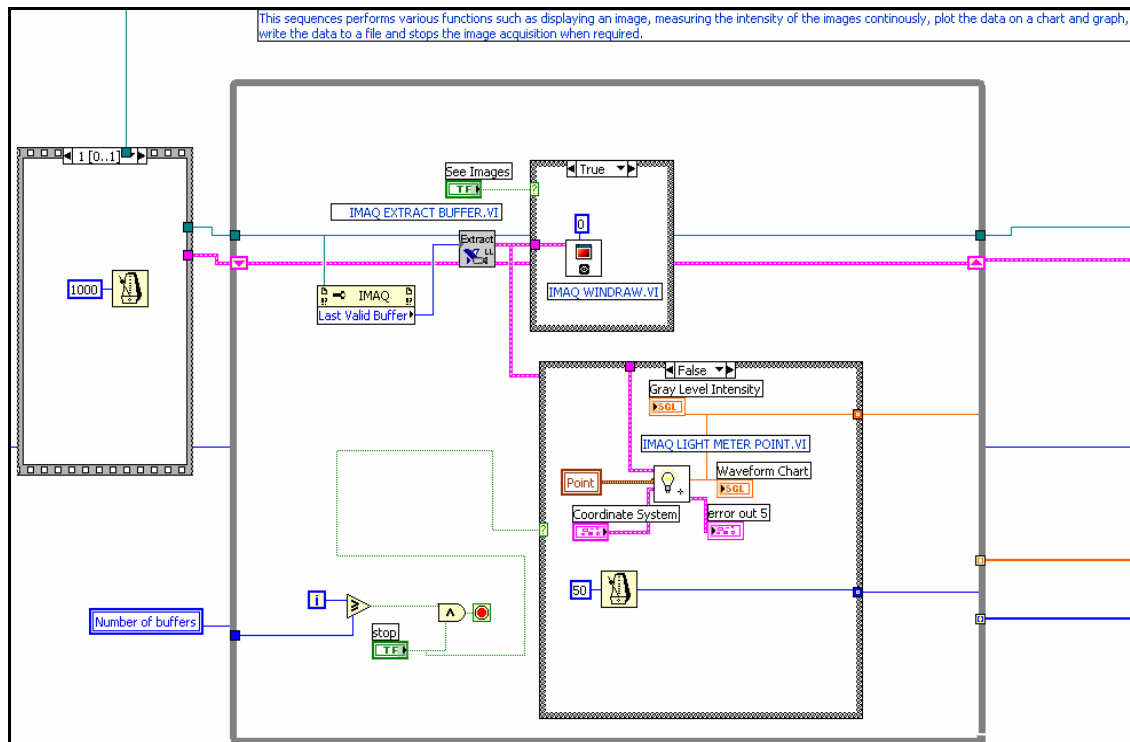 This sequences performs various functions such as displaying an image, measuring the intensity of the images continously, plot the data on a chart and graph,
write the data to a file and stops the image acquisition when required.
1 [0..1]
True
See Images
TF
?
IMAQ EXTRACT BUFFER.VI
0
Extract
LL
1000
IMAQ
IMAQ WINDRAW.VI
Last Valid Buffer
False
Gray Level Intensity
SGL
IMAQ LIGHT METER POINT.VI
Waveform Chart
Point
SGL
Coordinate System
error out 5
?
50
i
≥
∧
Number of buffers
stop
TF